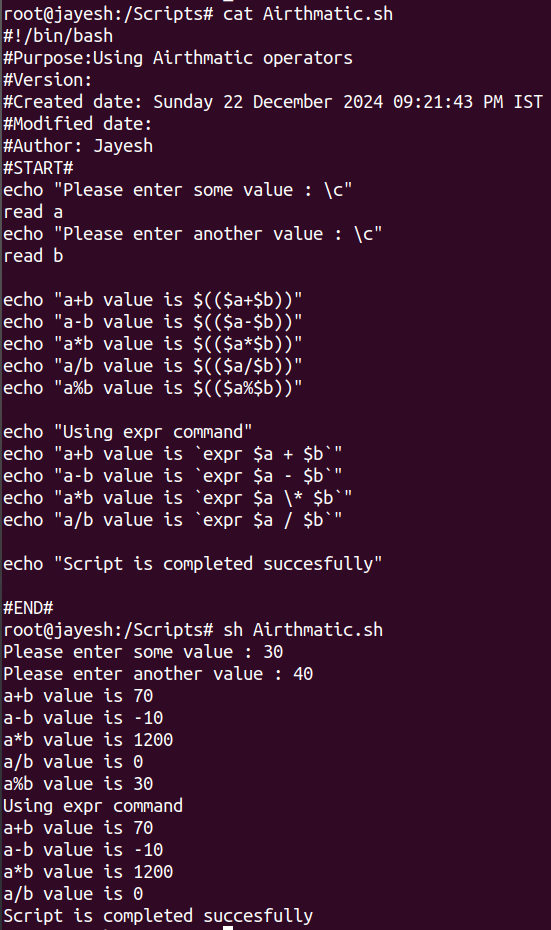 root@jayesh:/Scripts# cat Airthmatic.sh
#!/bin/bash
#Purpose:Using Airthmatic operators
#Version:
#Created date: Sunday 22 December 2024 09:21:43 PM IST
#Modified date:
#Author: Jayesh
#START#
echo "Please enter some value : \c"
read a
echo "Please enter another value : \c"
read b
echo "a+b value is $(($a+$b))"
echo "a-b value is $(($a-$b))"
echo "a*b value is $(($a*$b))"
echo "a/b value is $(($a/$b))"
echo "a%b value is $(($a%$b))"
echo "Using expr command"
echo "a+b value is `expr $a + $b`"
echo "a-b value is `expr $a - $b`"
echo "a*b value is `expr $a \* $b`"
echo "a/b value is `expr $a / $b`"
echo "Script is completed succesfully"
#END#
root@jayesh:/Scripts# sh Airthmatic.sh
Please enter some value : 30
Please enter another value : 40
a+b value is 70
a-b value is -10
a*b value is 1200
a/b value is 0
a%b value is 30
Using expr command
a+b value is 70
a-b value is -10
a*b value is 1200
a/b value is 0
Script is completed succesfully